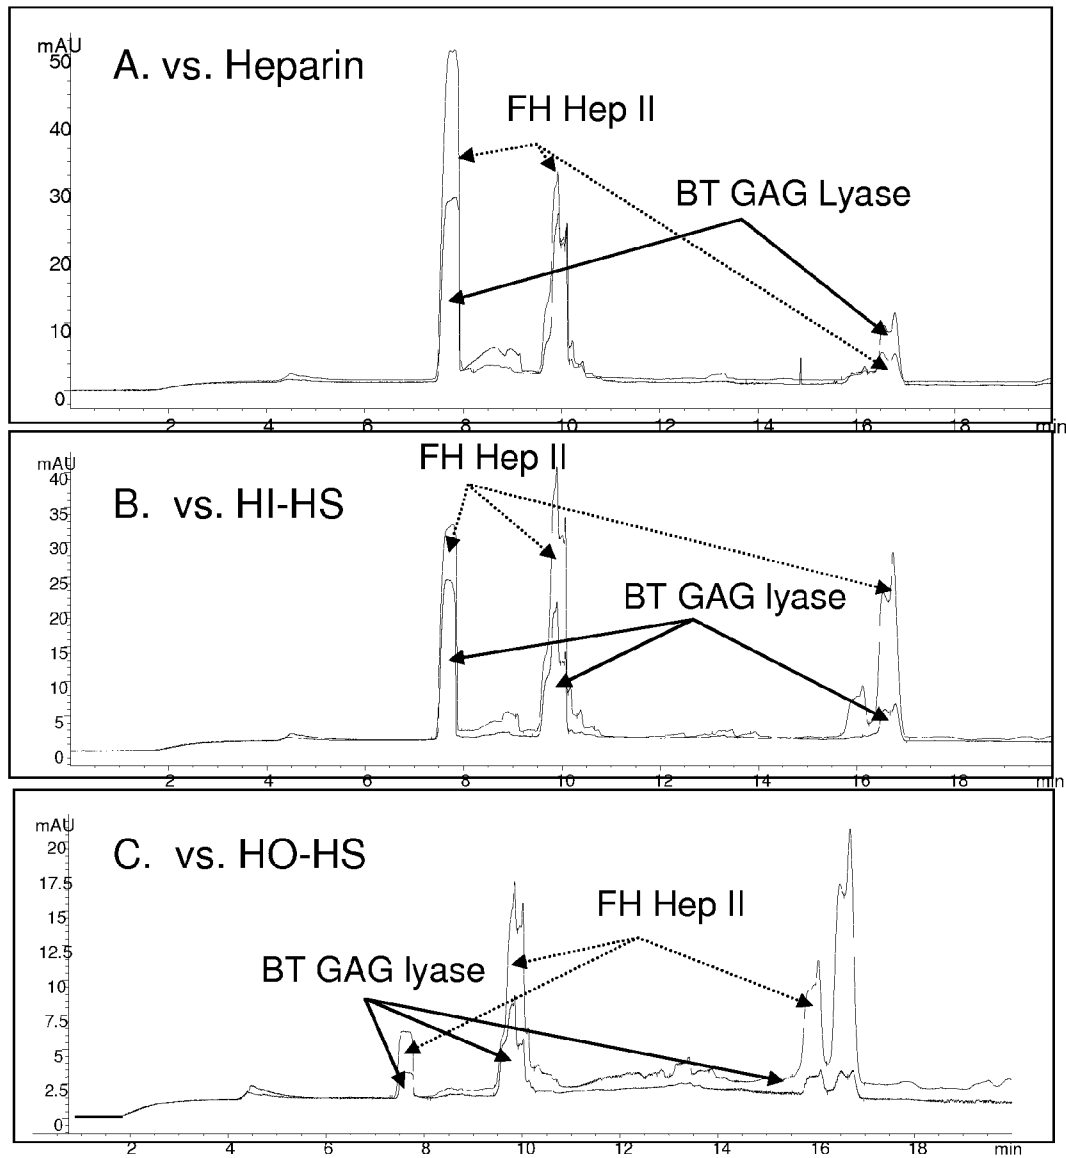 mAU
50
A. vs. Heparin
FH Hep II
40
BT GAG Lyase
30
20
10
0
2 4 6 8 10 12 14 16 18 min
mAU
FH Hep II
40
B. vs. HI-HS
35
30
25
BT GAG lyase
20
15
10
5
0
2 4 6 8 10 12 14 16 18 min
mAU
20
C. vs. HO-HS
17.5
FH Hep II
15
12.5
BT GAG lyase
10
7.5
5
2.5
0
2 4 6 8 10 12 14 16 18 min